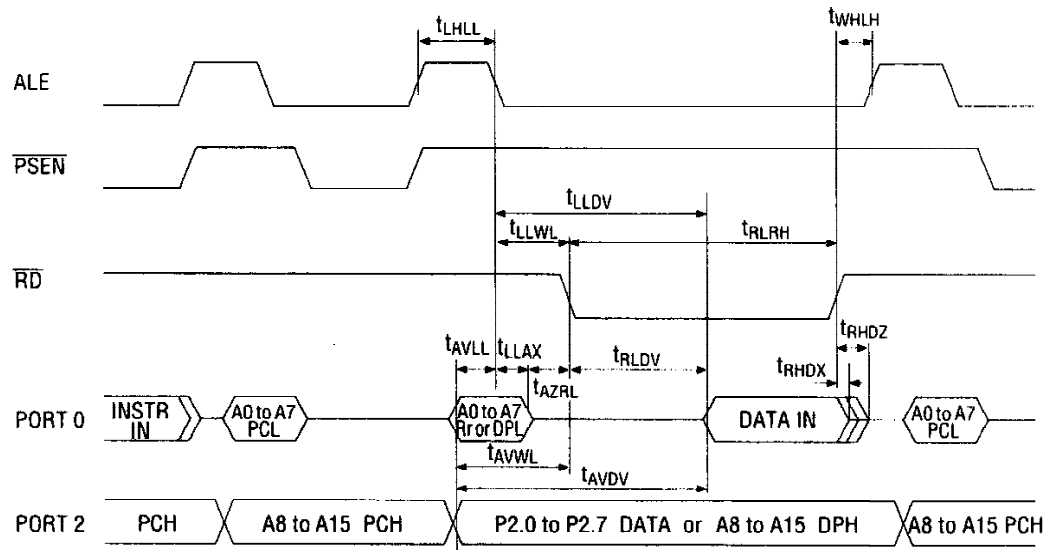 tLHLL
tWHLH
ALE
PSEN
tLLDV
tLLWL
tRLRH
RD
tRHDZ
tAVLL
tLLAX
tRLDV
tRHDX
tAZRL
PORT 0
INSTR
IN
A0 to A7
PCL
A0 to A7
Rr or DPL
DATA IN
A0 to A7
PCL
tAVWL
tAVDV
PORT 2
PCH
A8 to A15 PCH
P2.0 to P2.7 DATA or A8 to A15 DPH
A8 to A15 PCH